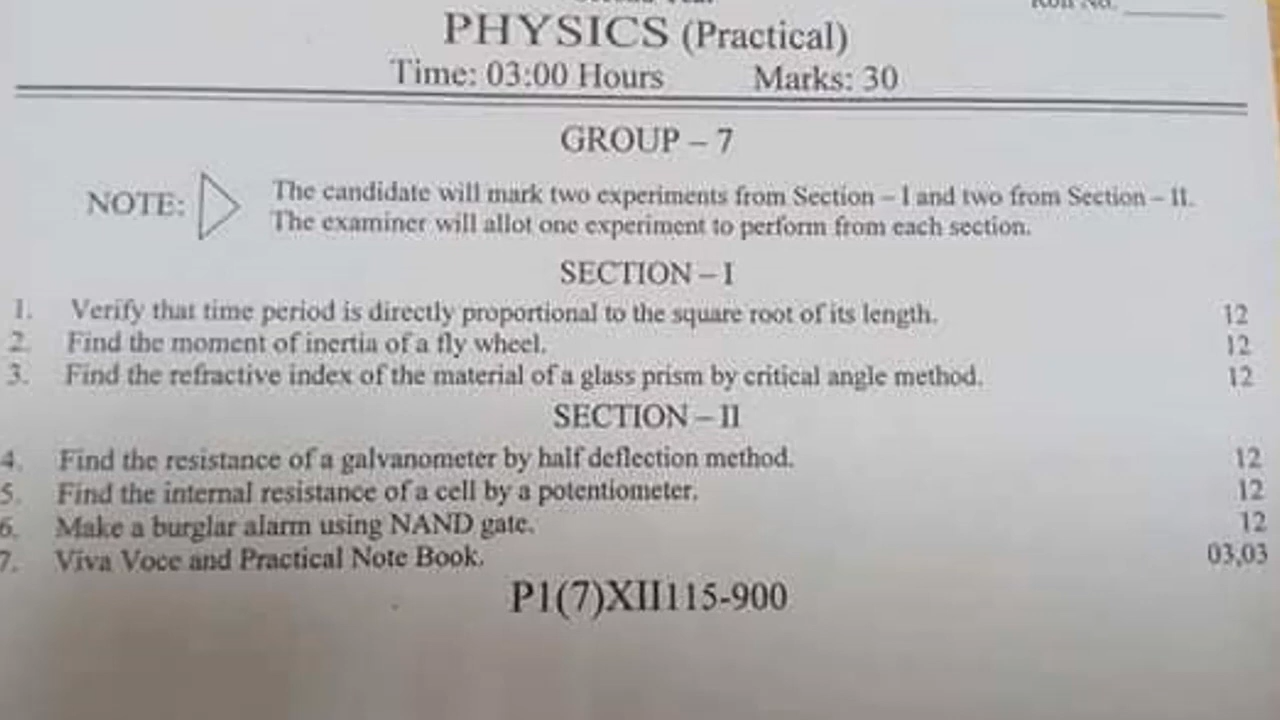 Roll No.
PHYSICS (Practical)
Time: 03:00 Hours Marks: 30
GROUP – 7
NOTE: The candidate will mark two experiments from Section – I and two from Section – II.
The examiner will allot one experiment to perform from each section.
SECTION – I
1. Verify that time period is directly proportional to the square root of its length. 12
2. Find the moment of inertia of a fly wheel. 12
3. Find the refractive index of the material of a glass prism by critical angle method. 12
SECTION – II
4. Find the resistance of a galvanometer by half deflection method. 12
5. Find the internal resistance of a cell by a potentiometer. 12
6. Make a burglar alarm using NAND gate. 12
7. Viva Voce and Practical Note Book. 03,03
P1(7)XII115-900